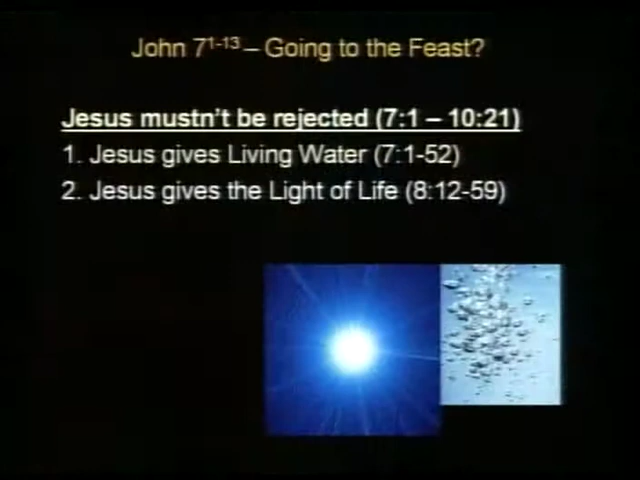 John 7¹⁻¹³ – Going to the Feast?
Jesus mustn't be rejected (7:1 – 10:21)
1. Jesus gives Living Water (7:1-52)
2. Jesus gives the Light of Life (8:12-59)